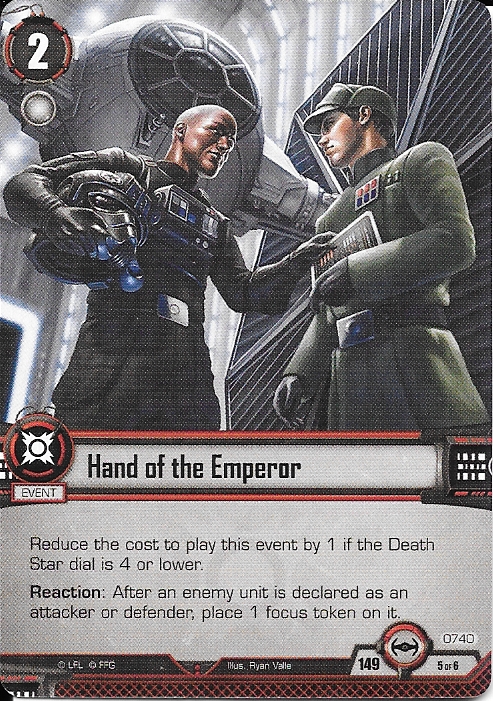 2
Hand of the Emperor
EVENT
Reduce the cost to play this event by 1 if the Death
Star dial is 4 or lower.
Reaction: After an enemy unit is declared as an
attacker or defender, place 1 focus token on it.
0740
© LFL © FFG
Illus. Ryan Valle
149
5 OF 6